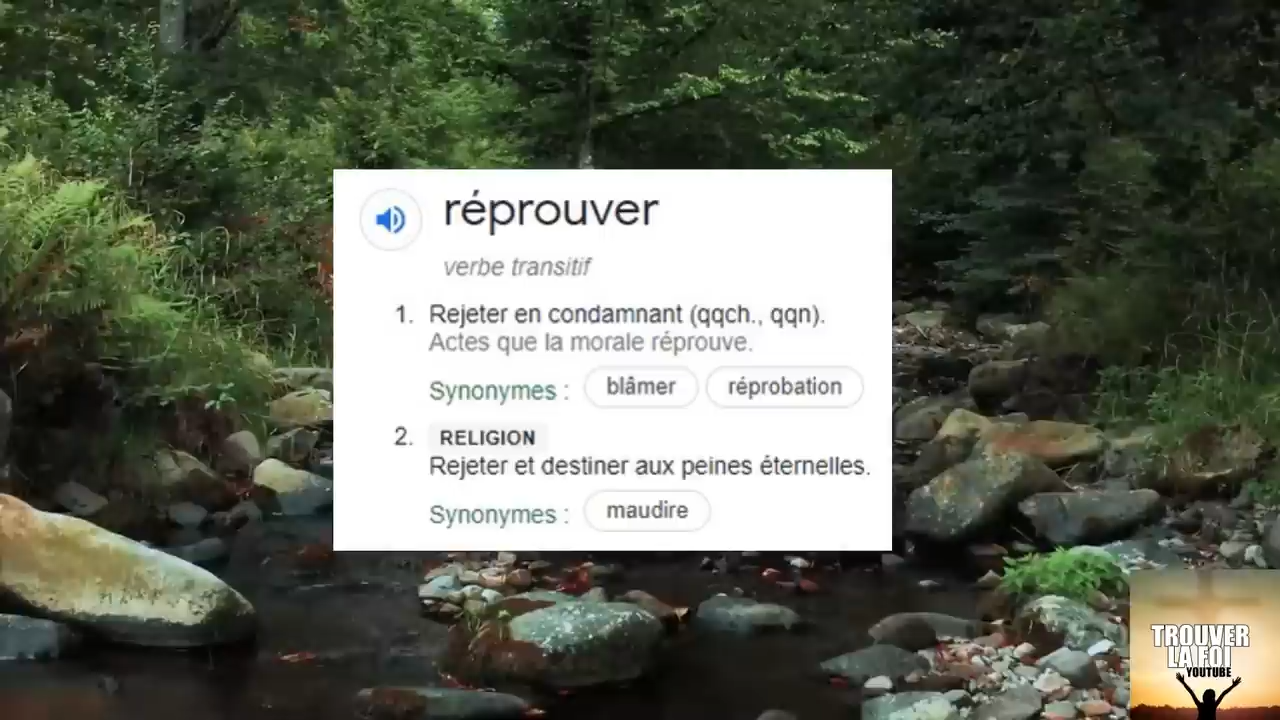 réprouver
verbe transitif
1. Rejeter en condamnant (qqch., qqn).
Actes que la morale réprouve.
Synonymes : blâmer réprobation
2. RELIGION
Rejeter et destiner aux peines éternelles.
Synonymes : maudire
TROUVER
LA FOI
YOUTUBE